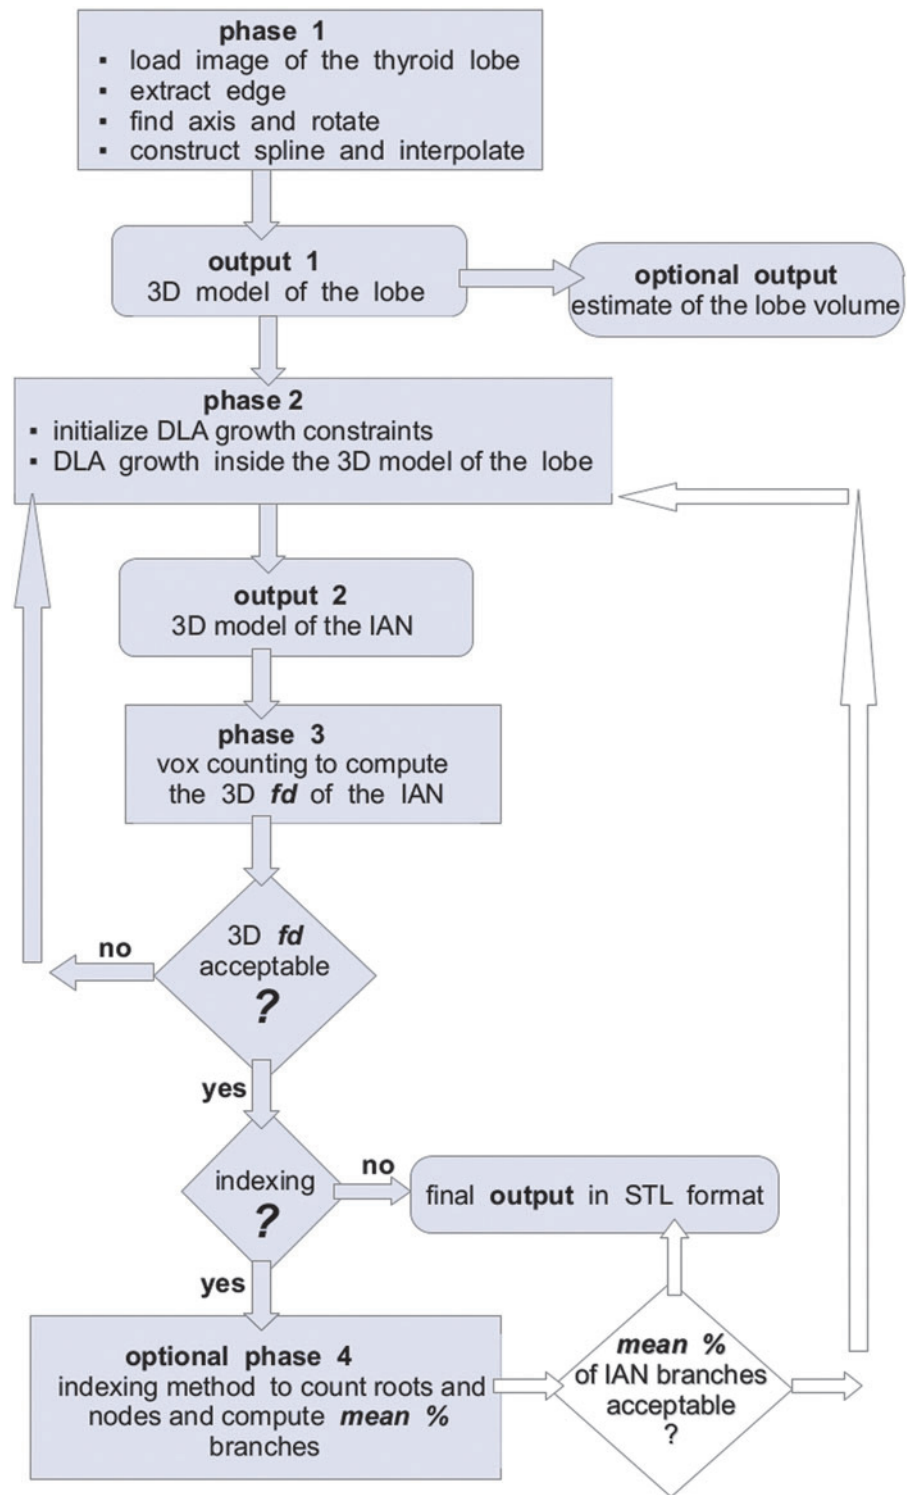 phase 1
▪ load image of the thyroid lobe
▪ extract edge
▪ find axis and rotate
▪ construct spline and interpolate
output 1
3D model of the lobe
optional output
estimate of the lobe volume
phase 2
▪ initialize DLA growth constraints
▪ DLA growth inside the 3D model of the lobe
output 2
3D model of the IAN
phase 3
vox counting to compute
the 3D fd of the IAN
3D fd
acceptable
?
no
yes
indexing
?
no
final output in STL format
yes
optional phase 4
indexing method to count roots and
nodes and compute mean %
branches
mean %
of IAN branches
acceptable
?